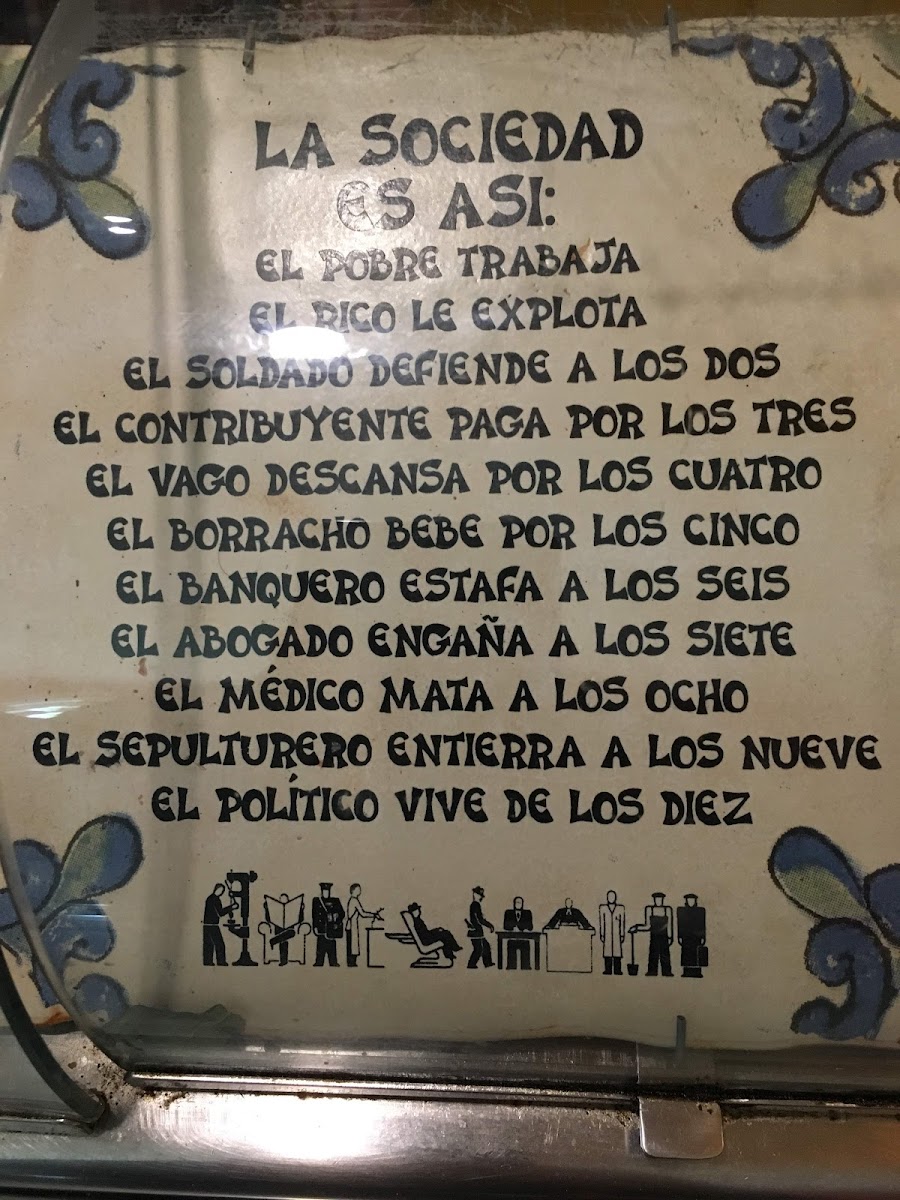 LA SOCIEDAD
ES ASI:
EL POBRE TRABAJA
EL RICO LE EXPLOTA
EL SOLDADO DEFIENDE A LOS DOS
EL CONTRIBUYENTE PAGA POR LOS TRES
EL VAGO DESCANSA POR LOS CUATRO
EL BORRACHO BEBE POR LOS CINCO
EL BANQUERO ESTAFA A LOS SEIS
EL ABOGADO ENGAÑA A LOS SIETE
EL MÉDICO MATA A LOS OCHO
EL SEPULTURERO ENTIERRA A LOS NUEVE
EL POLÍTICO VIVE DE LOS DIEZ